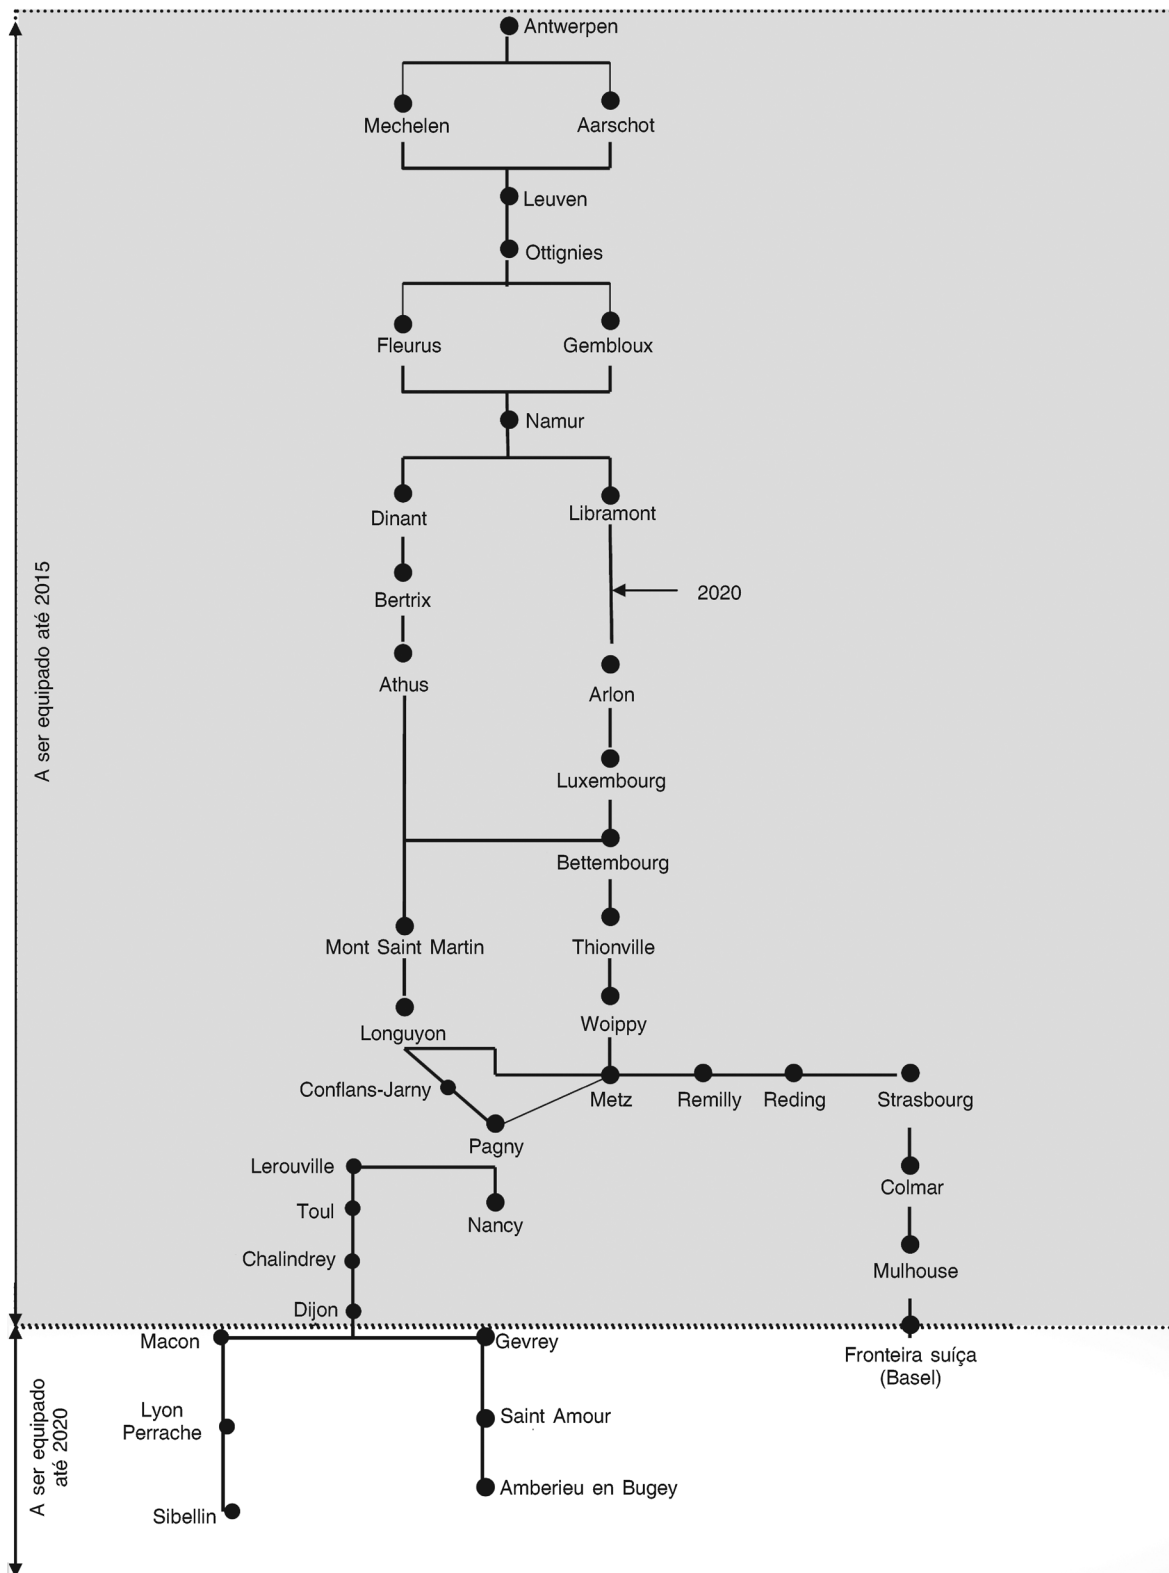 Antwerpen
Mechelen
Aarschot
Leuven
Ottignies
Fleurus
Gembloux
Namur
Dinant
Libramont
2020
Bertrix
Athus
Arlon
A ser equipado até 2015
Luxembourg
Bettembourg
Mont Saint Martin
Thionville
Woippy
Longuyon
Conflans-Jarny
Metz
Remilly
Reding
Strasbourg
Pagny
Lerouville
Colmar
Toul
Nancy
Chalindrey
Mulhouse
Dijon
Macon
Gevrey
Fronteira suíça
(Basel)
A ser equipado
até 2020
Lyon
Perrache
Saint Amour
Amberieu en Bugey
Sibellin